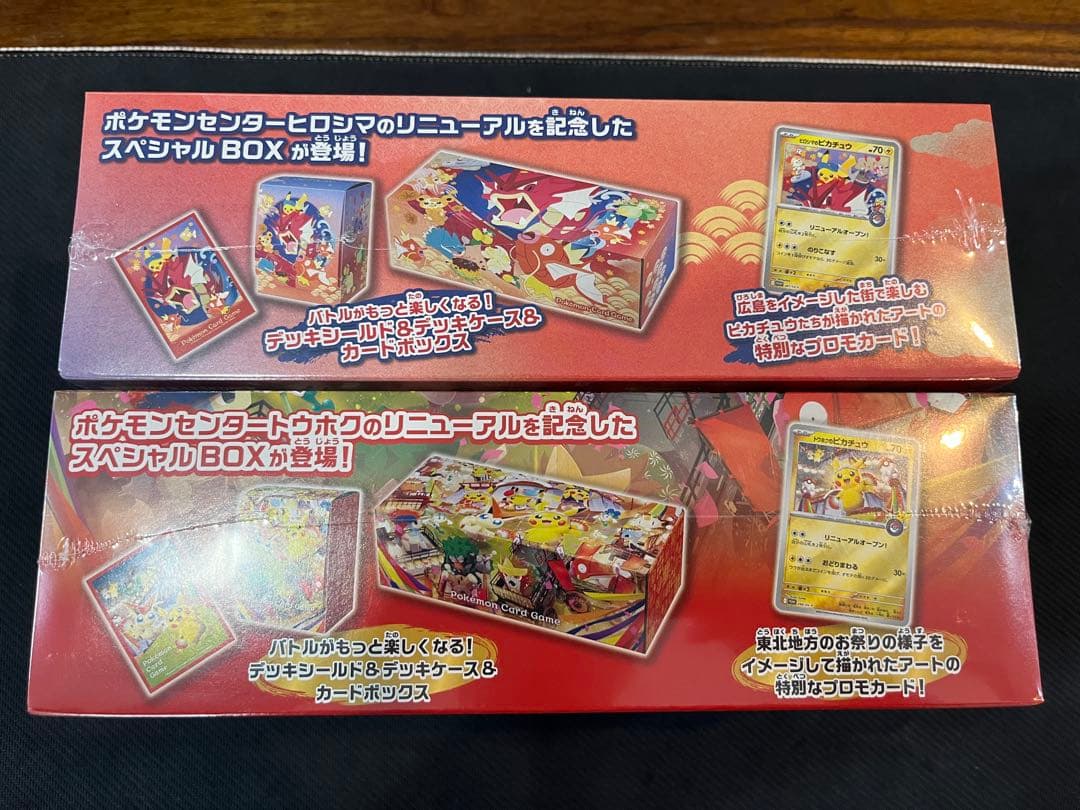 ポケモンセンターヒロシマのリニューアルを記念した
スペシャルBOXが登場!
Pokémon Card Game
Pokémon Card Game
バトルがもっと楽しくなる!
デッキシールド&デッキケース&
カードボックス
ヒロシマのピカチュウ
70
リニューアルオープン!
のりこなす
30
広島をイメージした街で楽しむ
ピカチュウたちが描かれたアートの
特別なプロモカード!
ポケモンセンタートウホクのリニューアルを記念した
スペシャルBOXが登場!
Pokémon
Card
Game
Pokémon Card Game
バトルがもっと楽しくなる!
デッキシールド&デッキケース&
カードボックス
トウホクのピカチュウ
70
リニューアルオープン!
おどりまわる
30
東北地方のお祭りの様子を
イメージして描かれたアートの
特別なプロモカード!